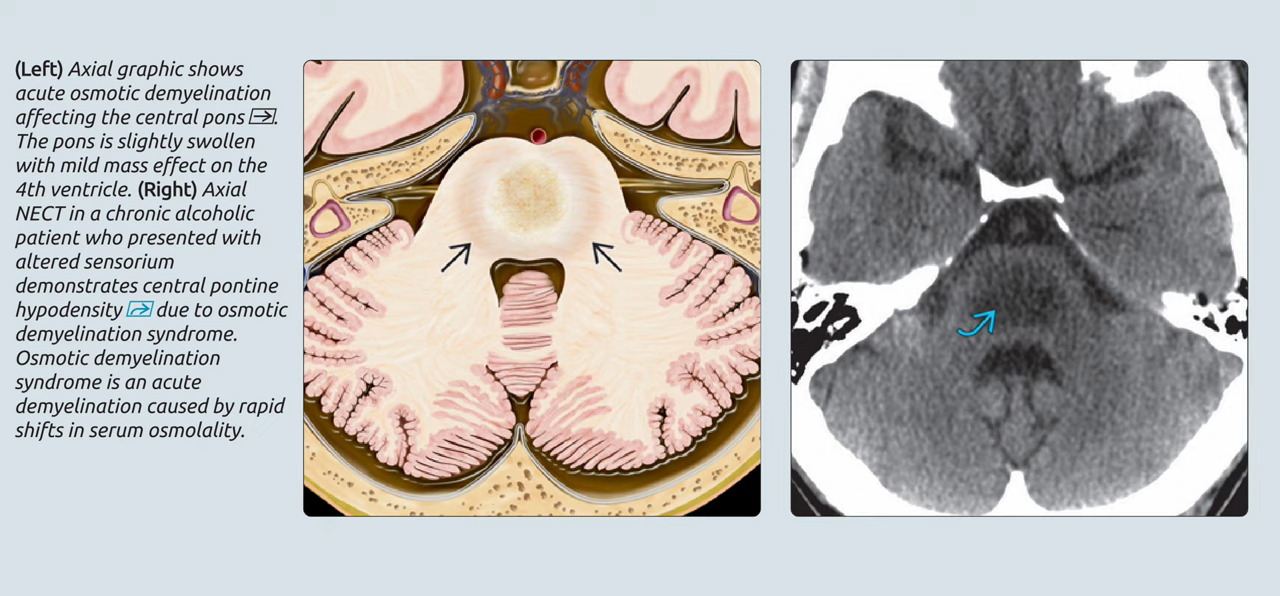 (Left) Axial graphic shows
acute osmotic demyelination
affecting the central pons ➡.
The pons is slightly swollen
with mild mass effect on the
4th ventricle. (Right) Axial
NECT in a chronic alcoholic
patient who presented with
altered sensorium
demonstrates central pontine
hypodensity ↪ due to osmotic
demyelination syndrome.
Osmotic demyelination
syndrome is an acute
demyelination caused by rapid
shifts in serum osmolality.